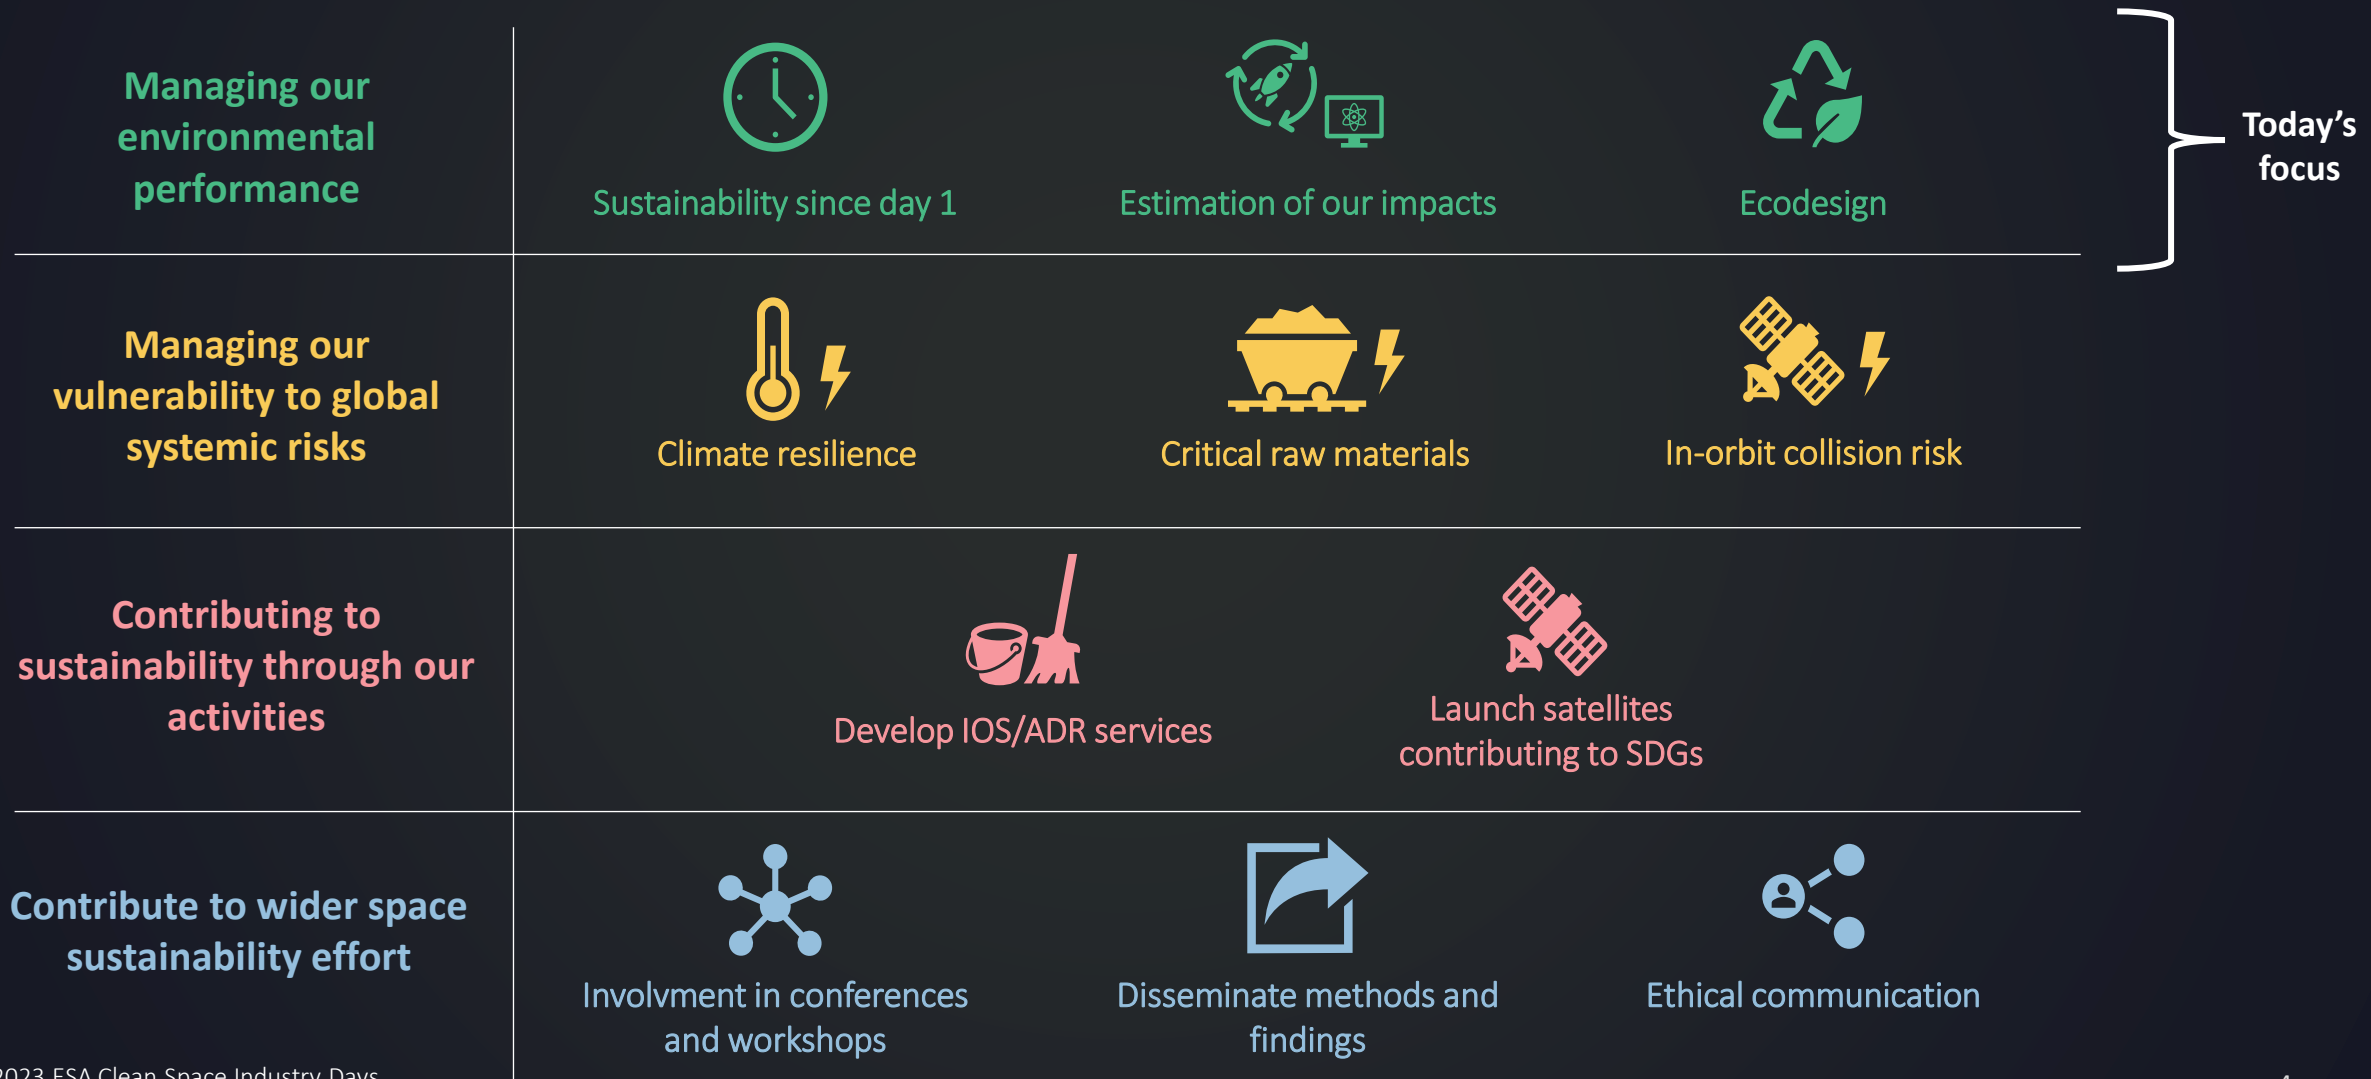 Managing our
environmental
performance
Sustainability since day 1
Estimation of our impacts
Ecodesign
Today’s
focus
Managing our
vulnerability to global
systemic risks
Climate resilience
Critical raw materials
In-orbit collision risk
Contributing to
sustainability through our
activities
Develop IOS/ADR services
Launch satellites
contributing to SDGs
Contribute to wider space
sustainability effort
Involvment in conferences
and workshops
Disseminate methods and
findings
Ethical communication
2023 ESA Clean Space Industry Days